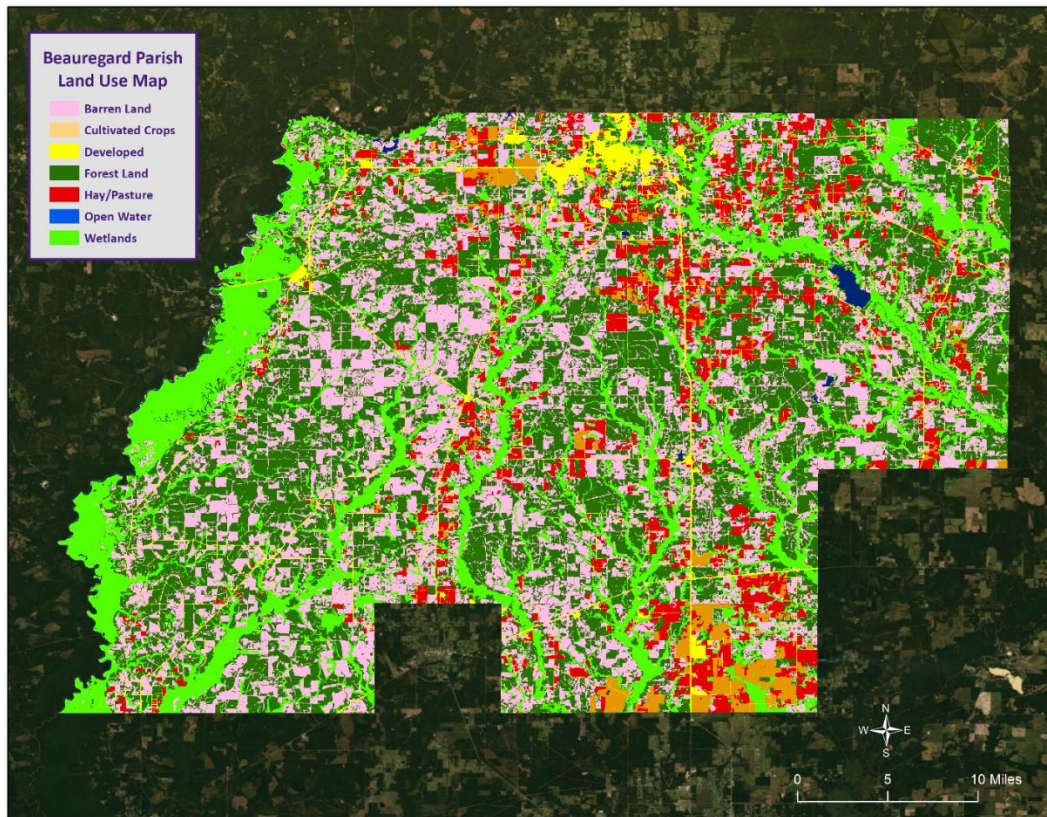 Beauregard Parish
Land Use Map
Barren Land
Cultivated Crops
Developed
Forest Land
Hay/Pasture
Open Water
Wetlands
N
W E
S
0 5 10 Miles